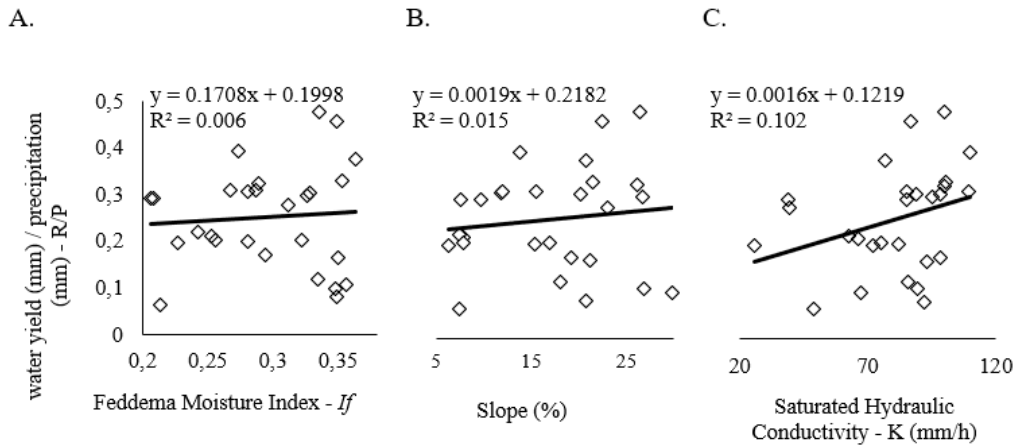 A.
B.
C.
y = 0.1708x + 0.1998
R² = 0.006
y = 0.0019x + 0.2182
R² = 0.015
y = 0.0016x + 0.1219
R² = 0.102
water yield (mm) / precipitation
(mm) - R/P
0,5
0,4
0,3
0,2
0,1
0
0,2 0,25 0,3 0,35
5 15 25
20 70 120
Feddema Moisture Index - If
Slope (%)
Saturated Hydraulic
Conductivity - K (mm/h)